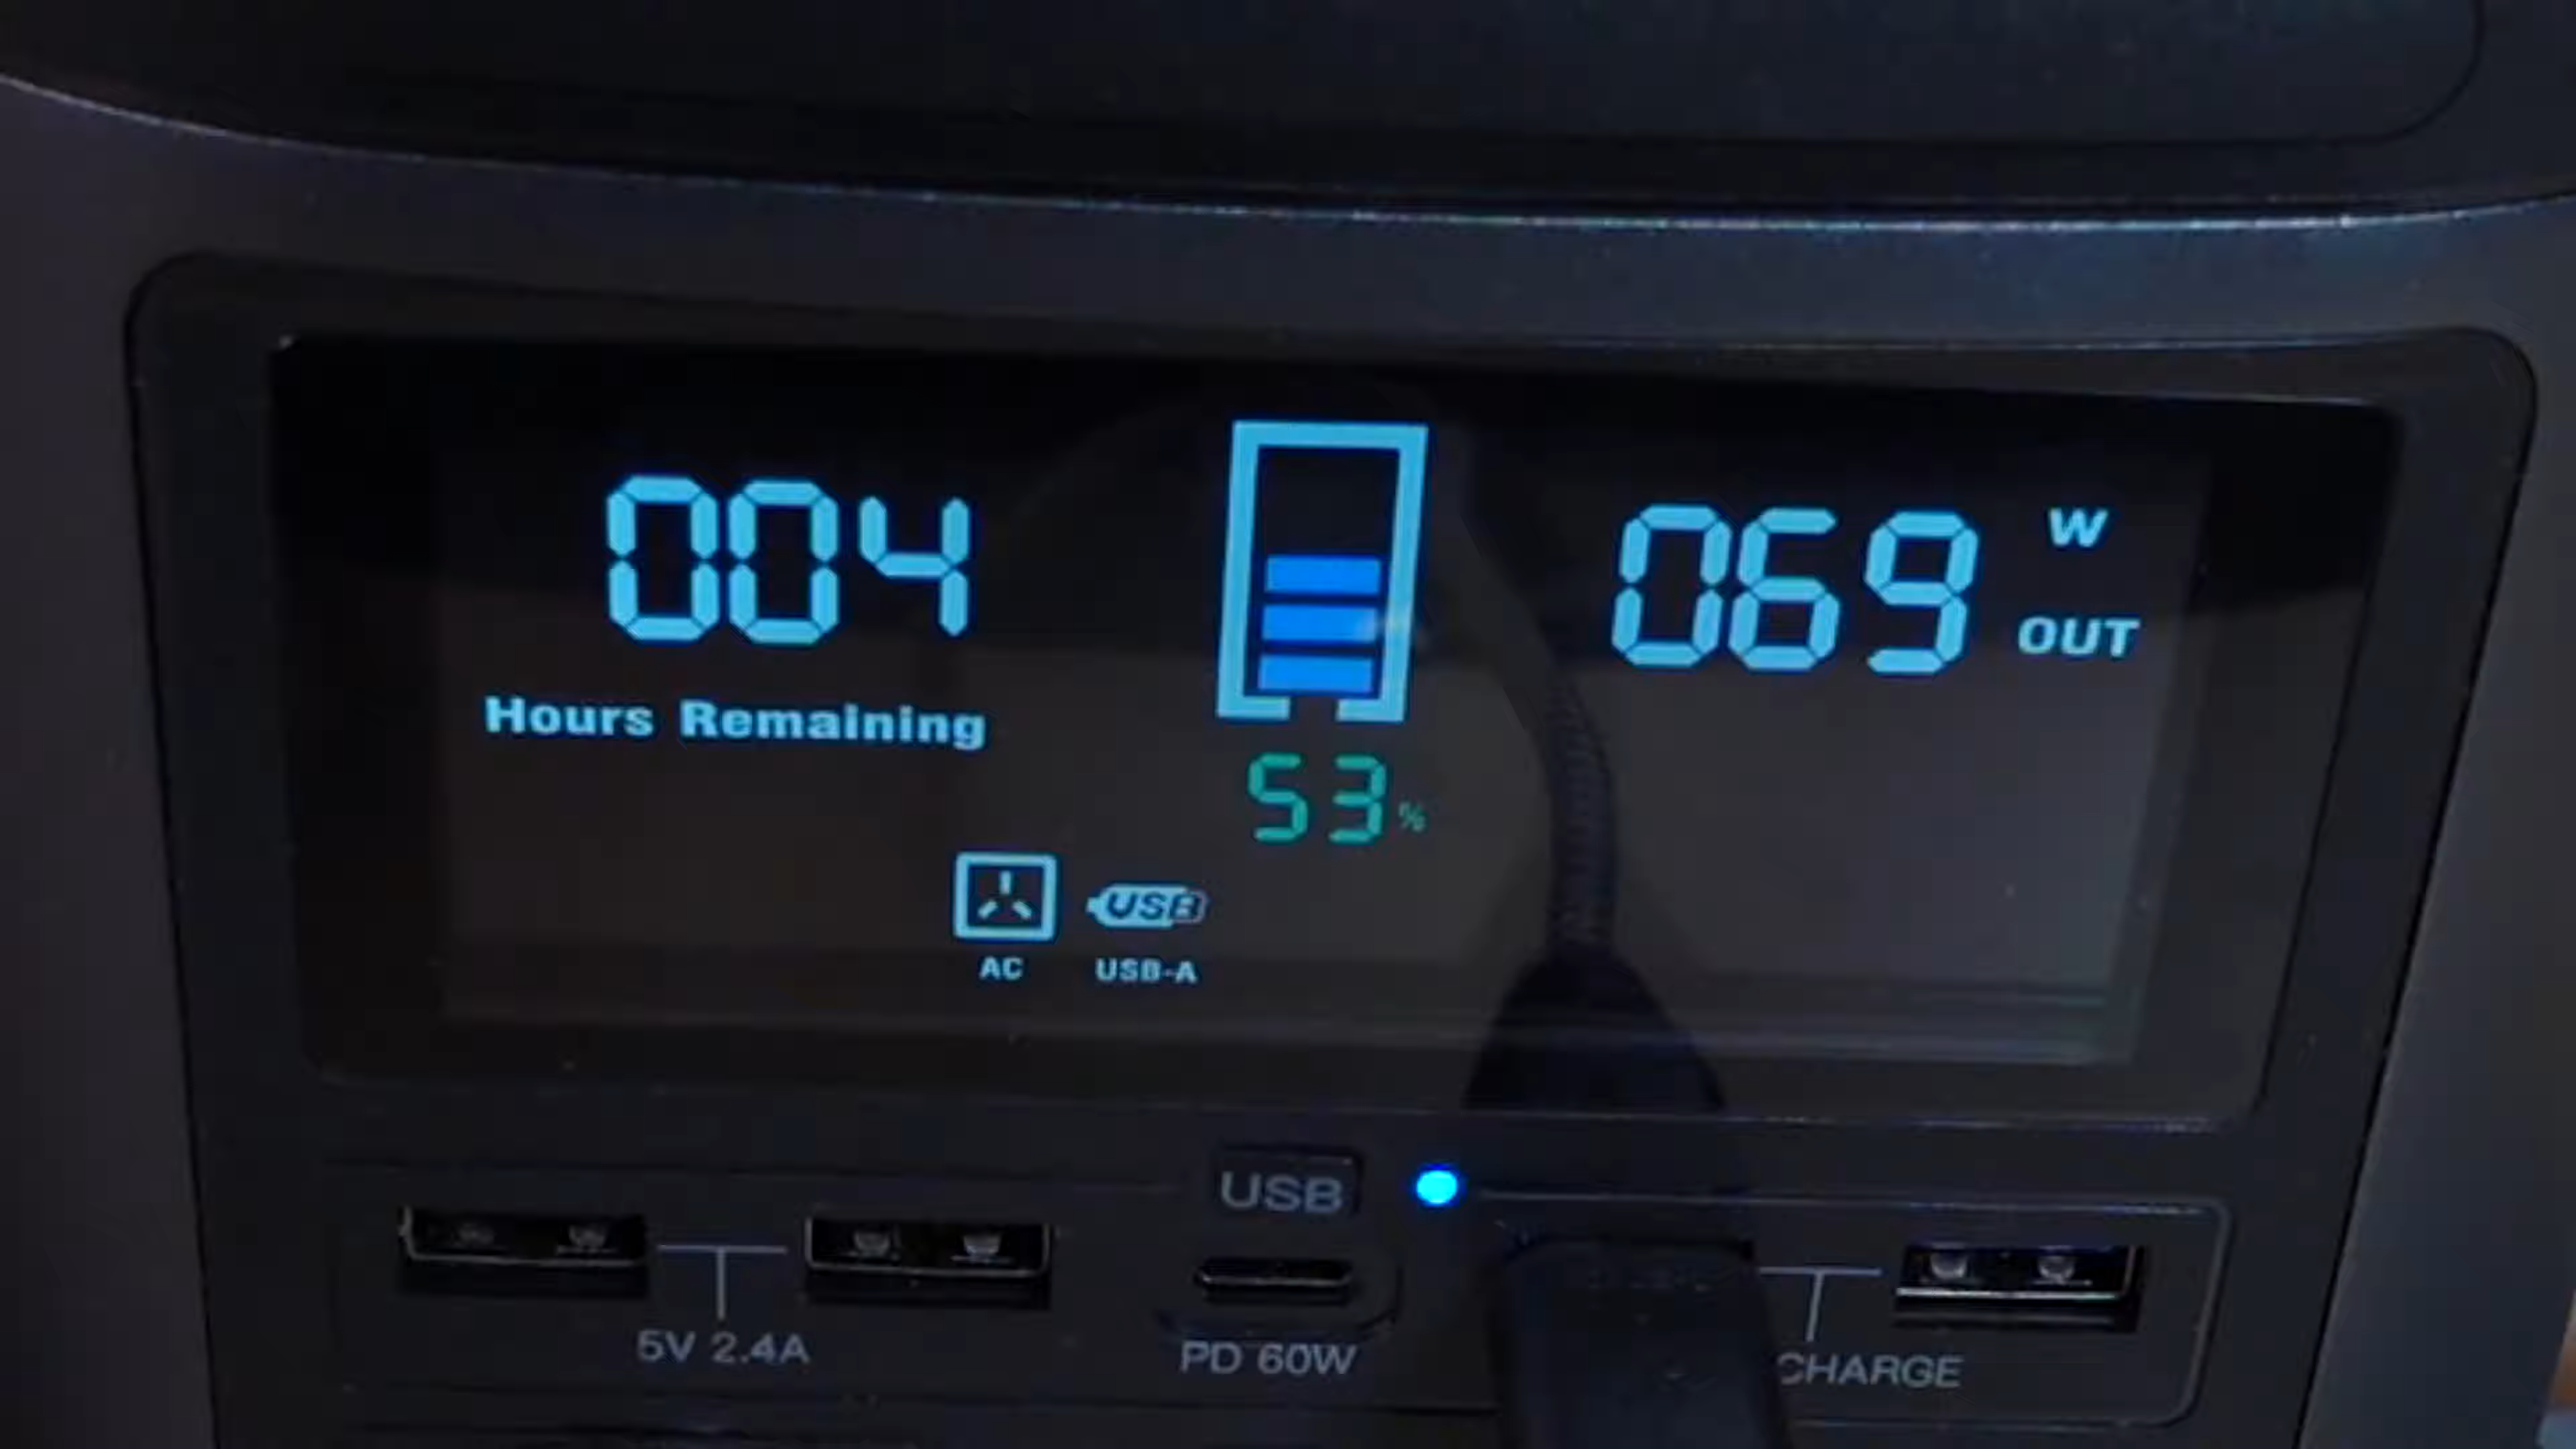 004
Hours Remaining
53%
069 W
OUT
USB
AC
USB-A
USB
5V 2.4A
PD 60W
CHARGE